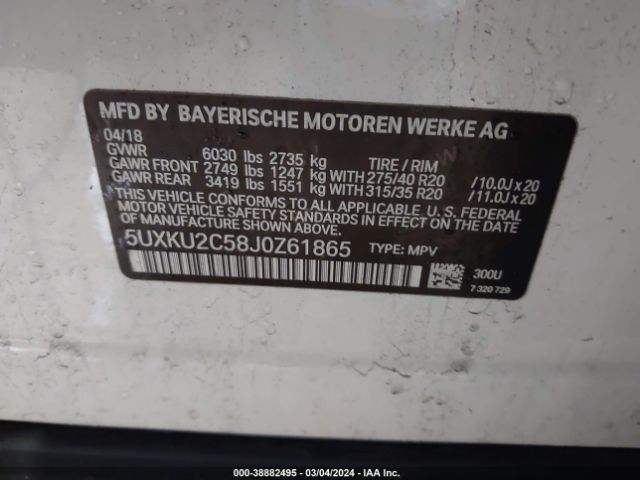 MFD BY BAYERISCHE MOTOREN WERKE AG
04/18
GVWR 6030 lbs 2735 kg TIRE / RIM
GAWR FRONT 2749 lbs 1247 kg WITH 275/40 R20 /10.0J x 20
GAWR REAR 3419 lbs 1551 kg WITH 315/35 R20 /11.0J x 20
THIS VEHICLE CONFORMS TO ALL APPLICABLE U.S. FEDERAL
MOTOR VEHICLE SAFETY STANDARDS IN EFFECT ON THE DATE
OF MANUFACTURE SHOWN ABOVE.
5UXKU2C58J0Z61865 TYPE: MPV
300U
7 320 729
000-38882495 - 03/04/2024 - IAA Inc.